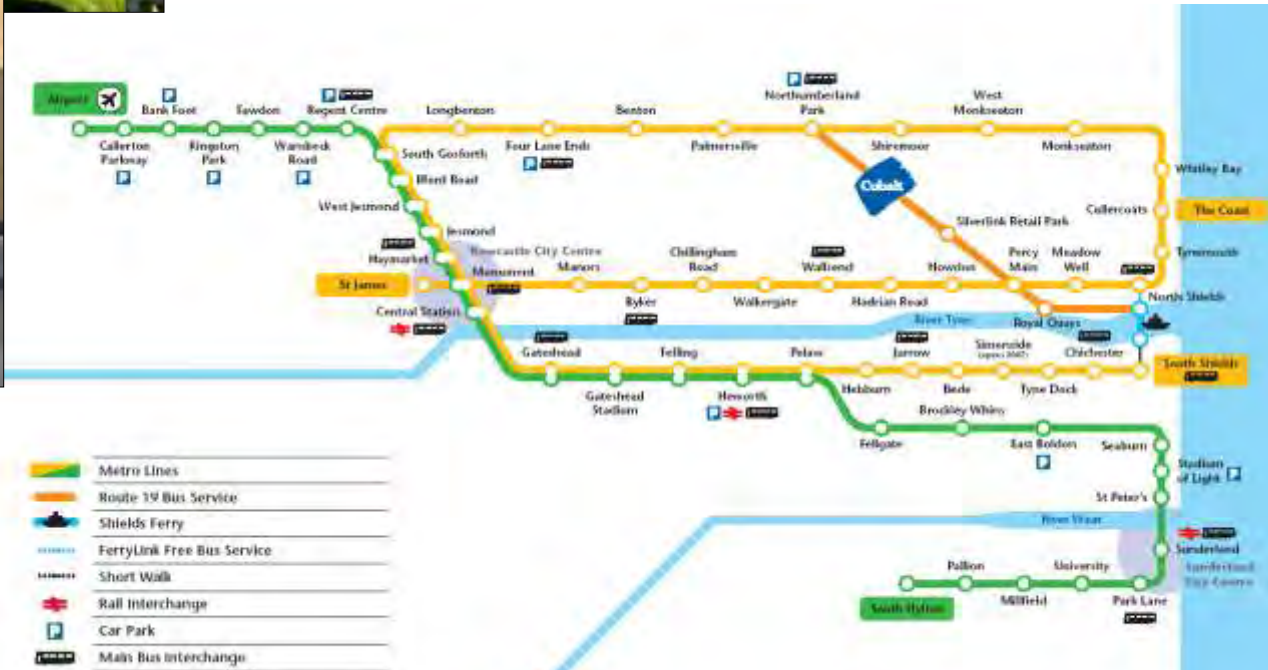 Airport
Bank Foot
Fawdon
Regent Centre
Callerton
Parkway
Kingston
Park
Wansbeck
Road
Longbenton
Four Lane Ends
Benton
Palmersville
Northumberland
Park
Shiremoor
West
Monkseaton
Monkseaton
South Gosforth
Ilford Road
West Jesmond
Jesmond
Haymarket
Newcastle City Centre
Monument
St James
Central Station
Manors
Byker
Chillingham
Road
Walkergate
Wallsend
Hadrian Road
Howdon
Percy
Main
Meadow
Well
Cobalt
Silverlink Retail Park
Royal Quays
Whitley Bay
Cullercoats
The Coast
Tynemouth
North Shields
River Tyne
Gateshead
Gateshead
Stadium
Felling
Heworth
Pelaw
Hebburn
Jarrow
Bede
Simonside
Tyne Dock
Chichester
South Shields
Fellgate
Brockley Whins
East Boldon
Seaburn
Stadium
of Light
St Peter's
River Wear
Sunderland
Sunderland
City Centre
Park Lane
University
Millfield
Pallion
South Hylton
Metro Lines
Route 19 Bus Service
Shields Ferry
FerryLink Free Bus Service
Short Walk
Rail Interchange
Car Park
Main Bus Interchange